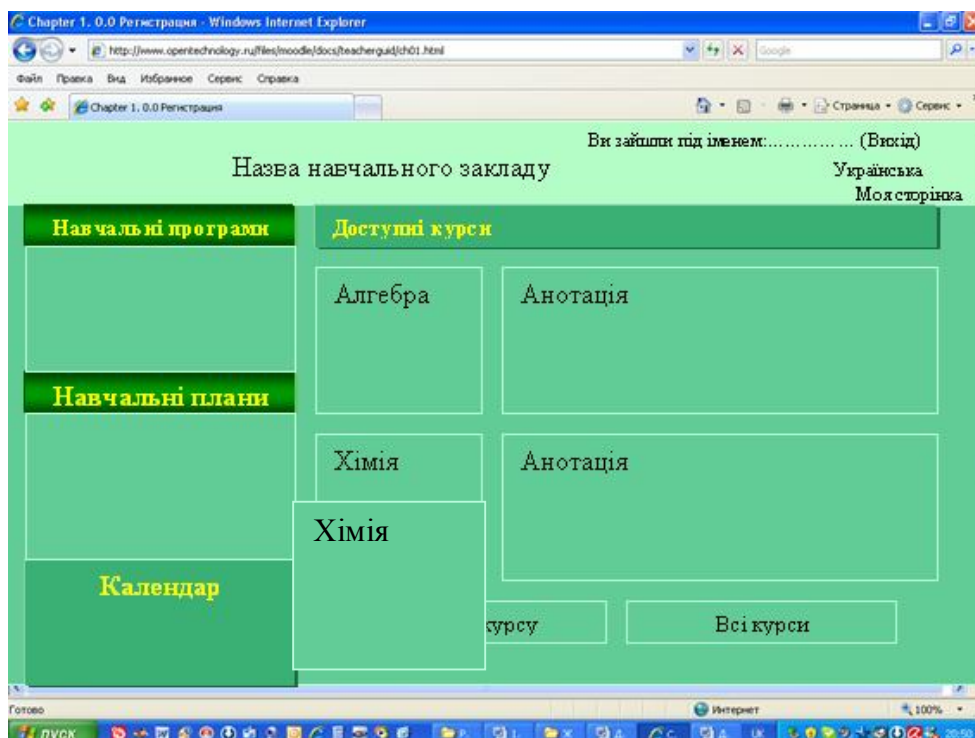 Chapter 1. 0.0 Регистрация - Windows Internet Explorer
http://www.opentechnology.ru/files/moodle/docs/teacherguid/ch01.html
Google
Файл Правка Вид Избранное Сервис Справка
Chapter 1. 0.0 Регистрация
Страница
Сервис
Ви зайшли під іменем:…………… (Вихід)
Назва навчального закладу
Українська
Моя сторінка
Навчальні програми
Доступні курси
Алгебра
Анотація
Навчальні плани
Хімія
Анотація
Хімія
Календар
курсу
Всі курси
Готово
Интернет
100%
пуск
UK
20:59